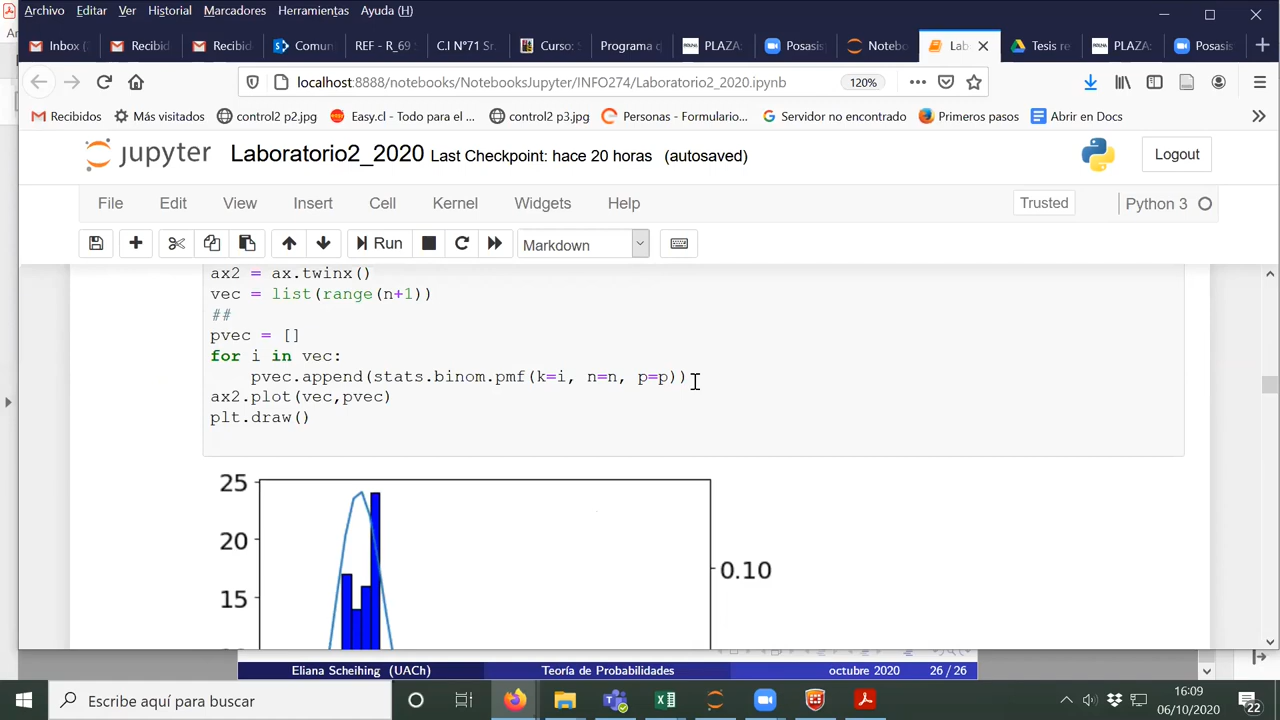 Archivo Editar Ver Historial Marcadores Herramientas Ayuda (H)
Inbox ( Recibid Recibid Comun REF - R_69 CJ N°71 Sr. Curso: Programa c PLAZA: Posasis Notebo Lab Tesis re PLAZA: Posasis
localhost:8888/notebooks/NotebooksJupyter/INFO274/Laboratorio2_2020.ipynb 120%
Recibidos Más visitados control2 p2.jpg Easy.cl - Todo para el ... control2 p3.jpg Personas - Formulario... Servidor no encontrado Primeros pasos Abrir en Docs
jupyter Laboratorio2_2020 Last Checkpoint: hace 20 horas (autosaved) Logout
File Edit View Insert Cell Kernel Widgets Help Trusted Python 3
Run Markdown
ax2 = ax.twinx()
vec = list(range(n+1))
##
pvec = []
for i in vec:
pvec.append(stats.binom.pmf(k=i, n=n, p=p))
ax2.plot(vec,pvec)
plt.draw()
25
20
0.10
15
Eliana Scheihing (UACh) Teoría de Probabilidades octubre 2020 26 / 26
Escribe aquí para buscar
16:09
06/10/2020
22